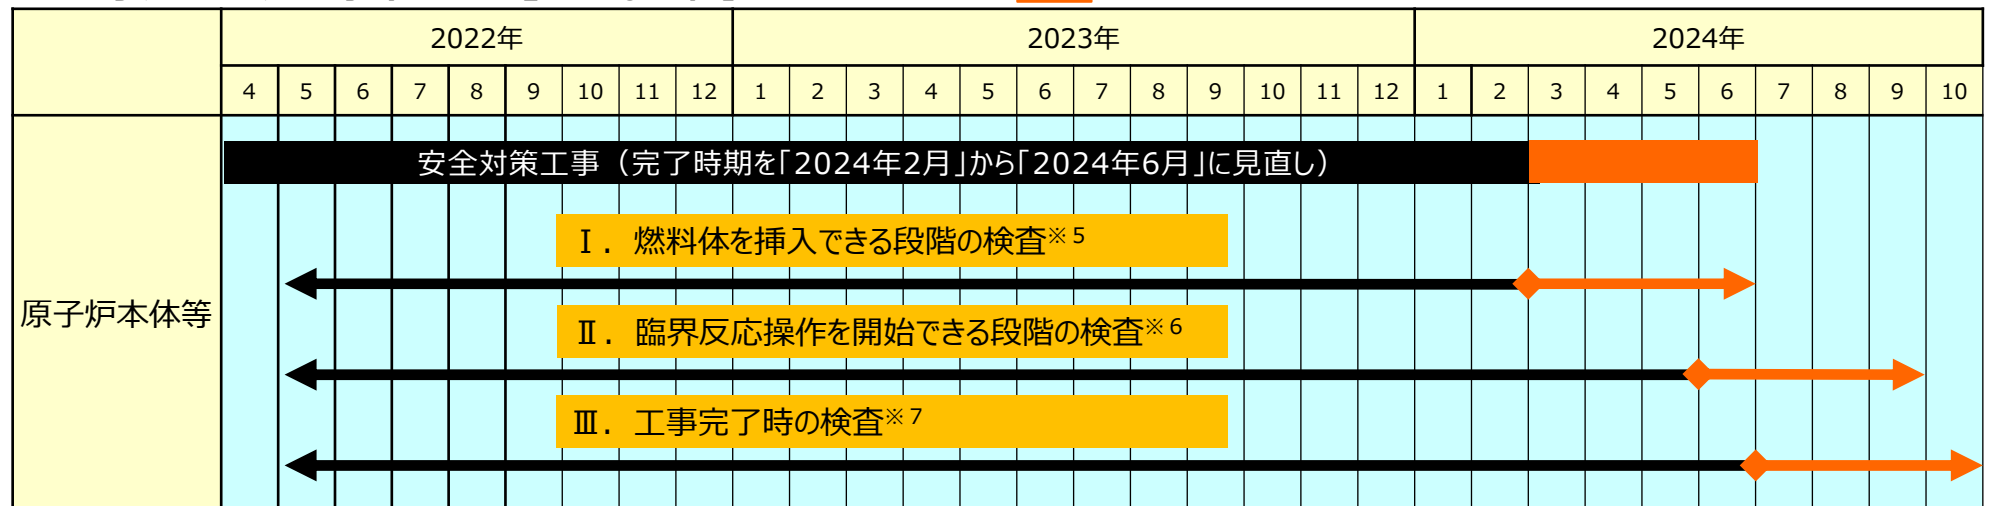 2022年 2023年 2024年
4 5 6 7 8 9 10 11 12 1 2 3 4 5 6 7 8 9 10 11 12 1 2 3 4 5 6 7 8 9 10
安全対策工事（完了時期を「2024年2月」から「2024年6月」に見直し）
Ⅰ．燃料体を挿入できる段階の検査※5
原子炉本体等
Ⅱ．臨界反応操作を開始できる段階の検査※6
Ⅲ．工事完了時の検査※7